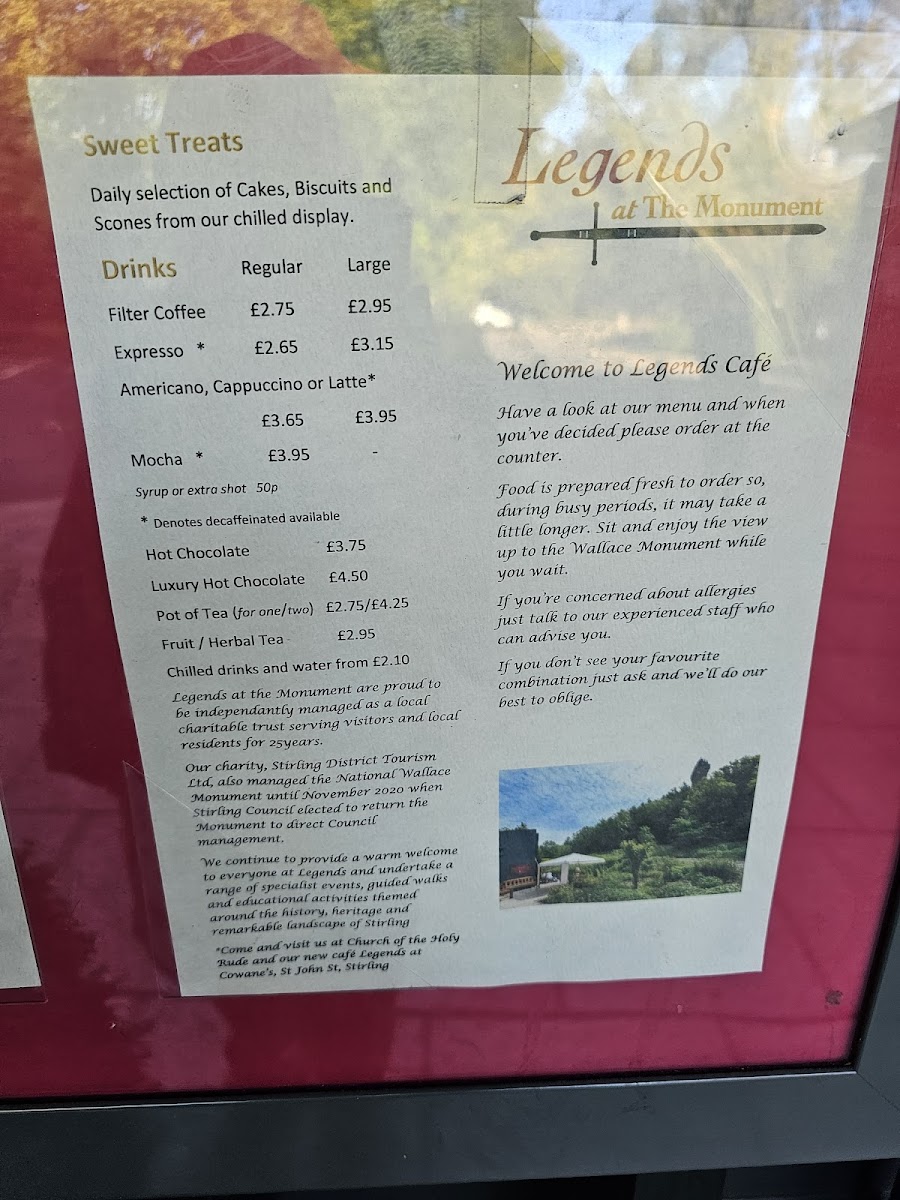 Sweet Treats
Daily selection of Cakes, Biscuits and
Scones from our chilled display.
Drinks Regular Large
Filter Coffee £2.75 £2.95
Expresso * £2.65 £3.15
Americano, Cappuccino or Latte*
£3.65 £3.95
Mocha * £3.95 -
Syrup or extra shot 50p
* Denotes decaffeinated available
Hot Chocolate £3.75
Luxury Hot Chocolate £4.50
Pot of Tea (for one/two) £2.75/£4.25
Fruit / Herbal Tea £2.95
Chilled drinks and water from £2.10
Legends at the Monument are proud to
be independantly managed as a local
charitable trust serving visitors and local
residents for 25years.
Our charity, Stirling District Tourism
Ltd, also managed the National Wallace
Monument until November 2020 when
Stirling Council elected to return the
Monument to direct Council
management.
We continue to provide a warm welcome
to everyone at Legends and undertake a
range of specialist events, guided walks
and educational activities themed
around the history, heritage and
remarkable landscape of Stirling
*Come and visit us at Church of the Holy
Rude and our new café Legends at
Cowane's, St John St, Stirling
Legends
at The Monument
Welcome to Legends Café
Have a look at our menu and when
you've decided please order at the
counter.
Food is prepared fresh to order so,
during busy periods, it may take a
little longer. Sit and enjoy the view
up to the Wallace Monument while
you wait.
If you're concerned about allergies
just talk to our experienced staff who
can advise you.
If you don't see your favourite
combination just ask and we'll do our
best to oblige.